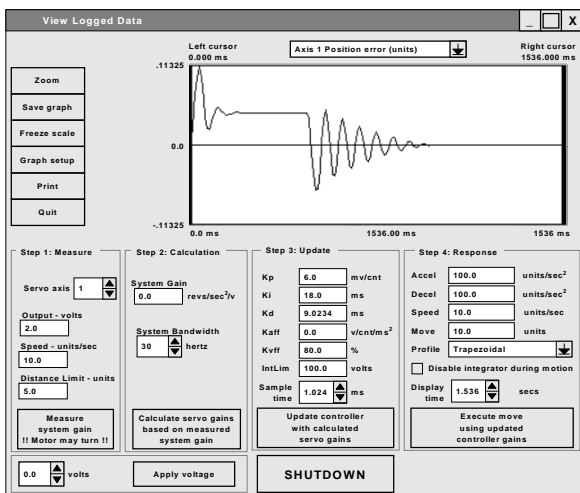 View Logged Data
_ X
Left cursor
0.000 ms
Axis 1 Position error (units)
Right cursor
1536.000 ms
Zoom
Save graph
Freeze scale
Graph setup
Print
Quit
.11325
0.0
-.11325
0.0 ms
1536.00 ms
1536 ms
Step 1: Measure
Servo axis 1
Output - volts
2.0
Speed - units/sec
10.0
Distance Limit - units
5.0
Measure
system gain
!! Motor may turn !!
Step 2: Calculation
System Gain
0.0 revs/sec²/v
System Bandwidth
30 hertz
Calculate servo gains
based on measured
system gain
Step 3: Update
Kp 6.0 mv/cnt
Ki 18.0 ms
Kd 9.0234 ms
Kaff 0.0 v/cnt/ms²
Kvff 80.0 %
IntLim 100.0 volts
Sample
time 1.024 ms
Update controller
with calculated
servo gains
Step 4: Response
Accel 100.0 units/sec²
Decel 100.0 units/sec²
Speed 10.0 units/sec
Move 10.0 units
Profile Trapezoidal
Disable integrator during motion
Display
time 1.536 secs
Execute move
using updated
controller gains
0.0 volts
Apply voltage
SHUTDOWN